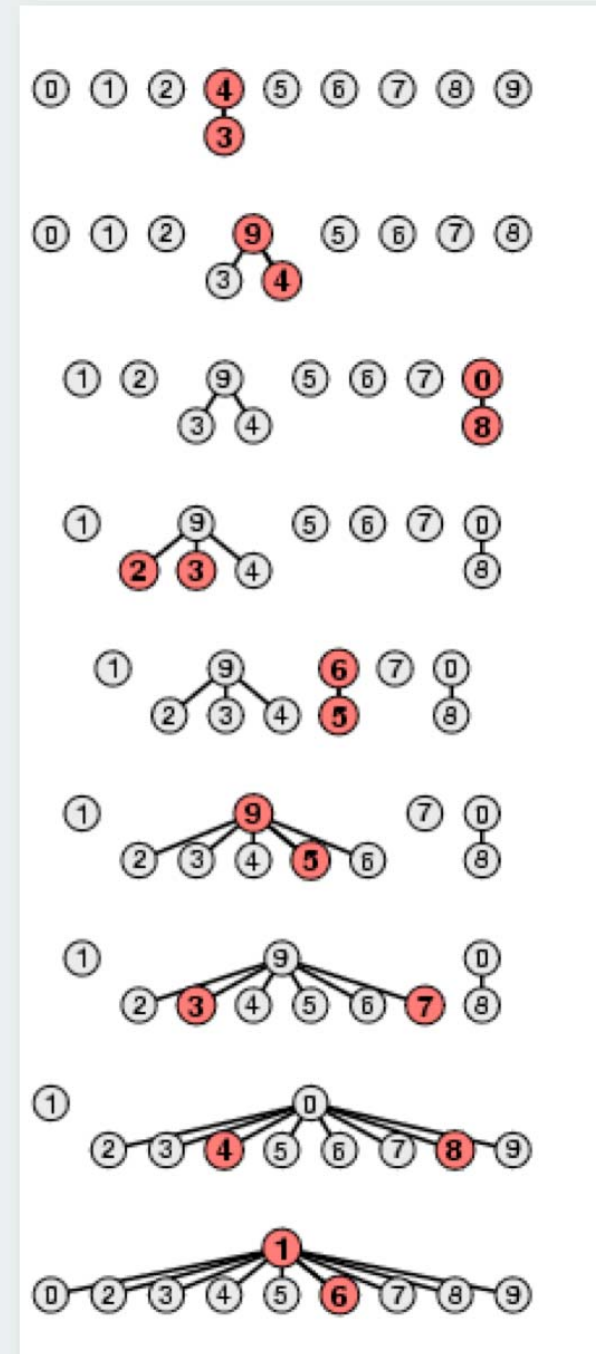 0 1 2 4 5 6 7 8 9
3
0 1 2 9 5 6 7 8
3 4
1 2 9 5 6 7 0
3 4 8
1 9 5 6 7 0
2 3 4 8
1 9 6 7 0
2 3 4 5 8
1 9 7 0
2 3 4 5 6 8
1 9 0
2 3 4 5 6 7 8
1 0
2 3 4 5 6 7 8 9
1
0 2 3 4 5 6 7 8 9